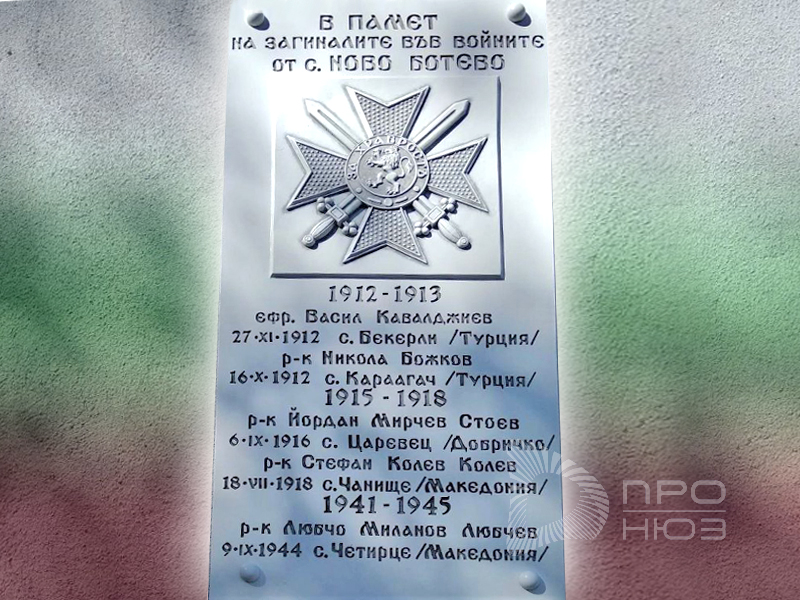 В ПАМЕТ
НА ЗАГИНАЛИТЕ ВЪВ ВОЙНИТЕ
ОТ С. НОВО БОТЕВО
ЗА ХРАБРОСТЬ
1912-1913
ЕФР. ВАСИЛ КАВАЛДЖИЕВ
27·XI·1912 С. БЕКЕРЛИ /ТУРЦИЯ/
Р-К НИКОЛА БОЖКОВ
16·X·1912 С. КАРААГАЧ /ТУРЦИЯ/
1915 - 1918
Р-К ЙОРДАН МИРЧЕВ СТОЕВ
6·IX·1916 С. ЦАРЕВЕЦ /ДОБРИЧКО/
Р-К СТЕФАН КОЛЕВ КОЛЕВ
18·VII·1918 С. ЧАНИЩЕ /МАКЕДОНИЯ/
1941 - 1945
Р-К ЛЮБЧО МИЛАНОВ ЛЮБЧЕВ
9·IX·1944 С. ЧЕТИРЦЕ /МАКЕДОНИЯ/
ПРО
НЮЗ